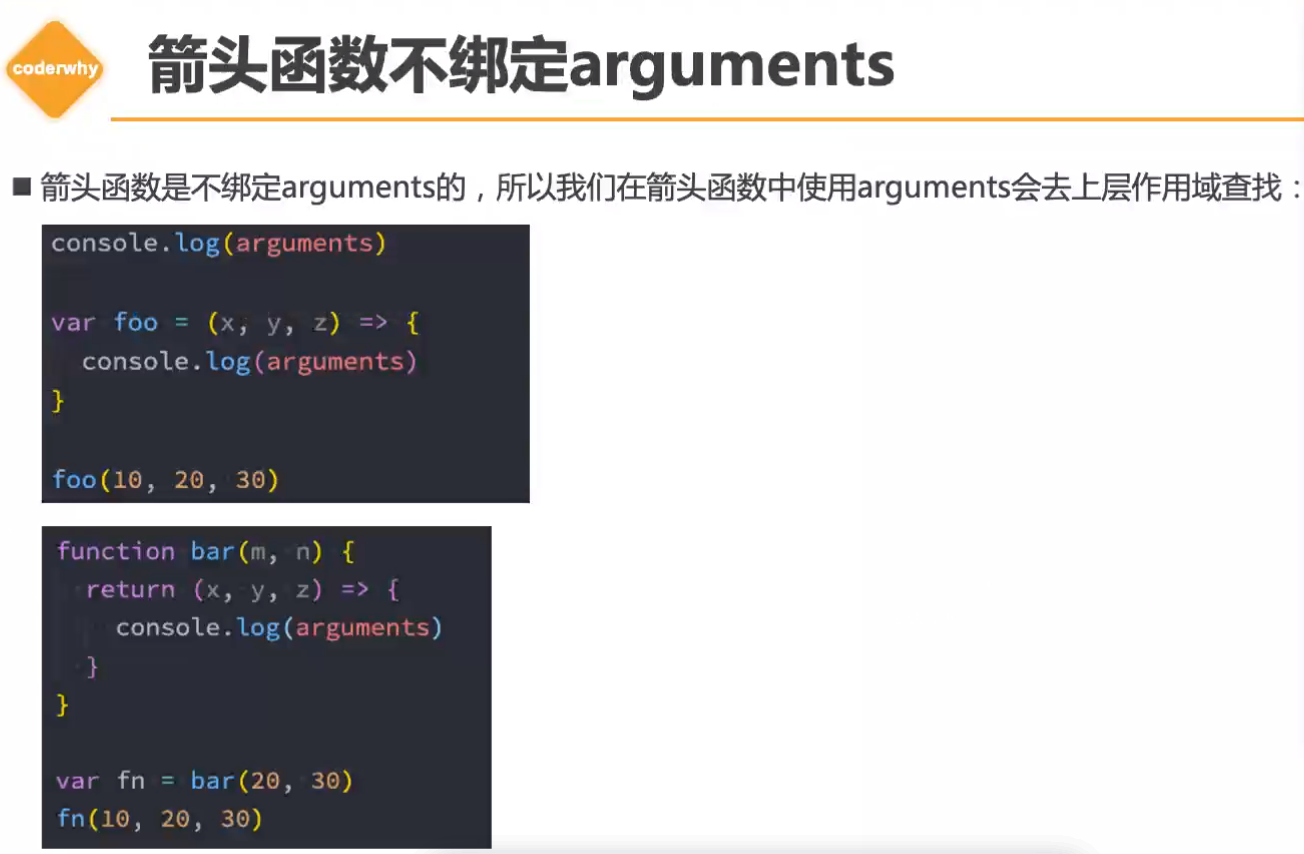 coderwhy
箭头函数不绑定arguments
■ 箭头函数是不绑定arguments的，所以我们在箭头函数中使用arguments会去上层作用域查找：
console.log(arguments)
var foo = (x, y, z) => {
  console.log(arguments)
}
foo(10, 20, 30)
function bar(m, n) {
  return (x, y, z) => {
    console.log(arguments)
  }
}
var fn = bar(20, 30)
fn(10, 20, 30)